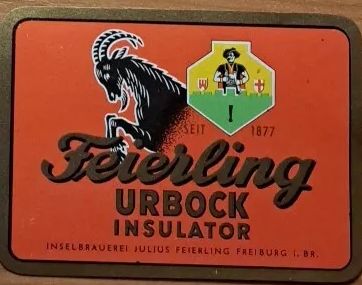 SEIT 1877
Feierling
URBOCK
INSULATOR
INSELBRAUEREI JULIUS FEIERLING FREIBURG I. BR.